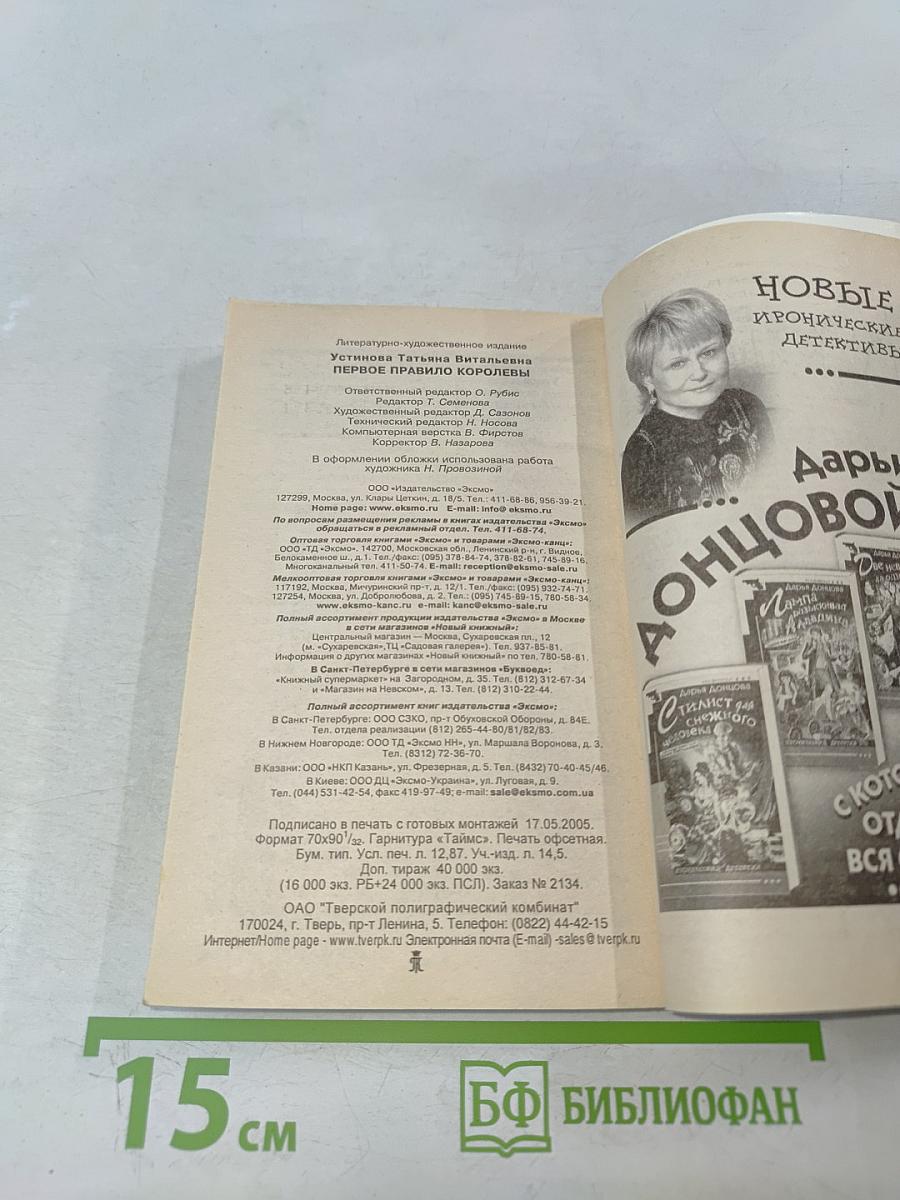 Литературно-художественное издание
Устинова Татьяна Витальевна
ПЕРВОЕ ПРАВИЛО КОРОЛЕВЫ
Ответственный редактор О. Рубис
Редактор Т. Семенова
Художественный редактор Д. Сазонов
Технический редактор Н. Носова
Компьютерная верстка В. Фирстов
Корректор В. Назарова
В оформлении обложки использована работа
художника Н. Провозиной
ООО «Издательство «Эксмо»
127299, Москва, ул. Клары Цеткин, д. 18/5. Тел.: 411-68-86, 956-39-21.
Home page: www.eksmo.ru E-mail: info@ eksmo.ru
По вопросам размещения рекламы в книгах издательства «Эксмо»
обращаться в рекламный отдел. Тел. 411-68-74.
Оптовая торговля книгами «Эксмо» и товарами «Эксмо-канц»:
ООО «ТД «Эксмо». 142700, Московская обл., Ленинский р-н, г. Видное,
Белокаменное ш., д.1. Тел./факс: (095) 378-84-74, 378-82-61, 745-89-16,
Многоканальный тел. 411-50-74. E-mail: reception@eksmo-sale.ru
Мелкооптовая торговля книгами «Эксмо» и товарами «Эксмо-канц»:
117192, Москва, Мичуринский пр-т, д. 12/1. Тел./факс: (095) 932-74-71.
127254, Москва, ул. Добролюбова, д. 2. Тел.: (095) 745-89-15, 780-58-34.
www.eksmo-kanc.ru e-mail: kanc@eksmo-sale.ru
Полный ассортимент продукции издательства «Эксмо» в Москве
в сети магазинов «Новый книжный»:
Центральный магазин — Москва, Сухаревская пл., 12
(м. «Сухаревская»,ТЦ «Садовая галерея»). Тел. 937-85-81.
Информация о других магазинах «Новый книжный» по тел. 780-58-81.
В Санкт-Петербурге в сети магазинов «Буквоед»:
«Книжный супермаркет» на Загородном, д. 35. Тел. (812) 312-67-34
и «Магазин на Невском», д. 13. Тел. (812) 310-22-44.
Полный ассортимент книг издательства «Эксмо»:
В Санкт-Петербурге: ООО СЗКО, пр-т Обуховской Обороны, д. 84Е.
Тел. отдела реализации (812) 265-44-80/81/82/83.
В Нижнем Новгороде: ООО ТД «Эксмо НН», ул. Маршала Воронова, д. 3.
Тел. (8312) 72-36-70.
В Казани: ООО «НКП Казань», ул. Фрезерная, д. 5. Тел. (8432) 70-40-45/46.
В Киеве: ООО ДЦ «Эксмо-Украина», ул. Луговая, д. 9.
Тел. (044) 531-42-54, факс 419-97-49; e-mail: sale@eksmo.com.ua
Подписано в печать с готовых монтажей 17.05.2005.
Формат 70х90 1/32. Гарнитура «Таймс». Печать офсетная.
Бум. тип. Усл. печ. л. 12,87. Уч.-изд. л. 14,5.
Доп. тираж 40 000 экз.
(16 000 экз. РБ+24 000 экз. ПСЛ). Заказ № 2134.
ОАО "Тверской полиграфический комбинат"
170024, г. Тверь, пр-т Ленина, 5. Телефон: (0822) 44-42-15
Интернет/Home page - www.tverpk.ru Электронная почта (E-mail) -sales@tverpk.ru
НОВЫЕ
ИРОНИЧЕСКИЕ
ДЕТЕКТИВЫ
Дарьи
ДОНЦОВОЙ
Дарья Донцова
Лампа
разыскивает
Аладдина
Дарья Донцова
Стилист для
снежного
человека
ВСЯ
15 см
БФ БИБЛИОФАН